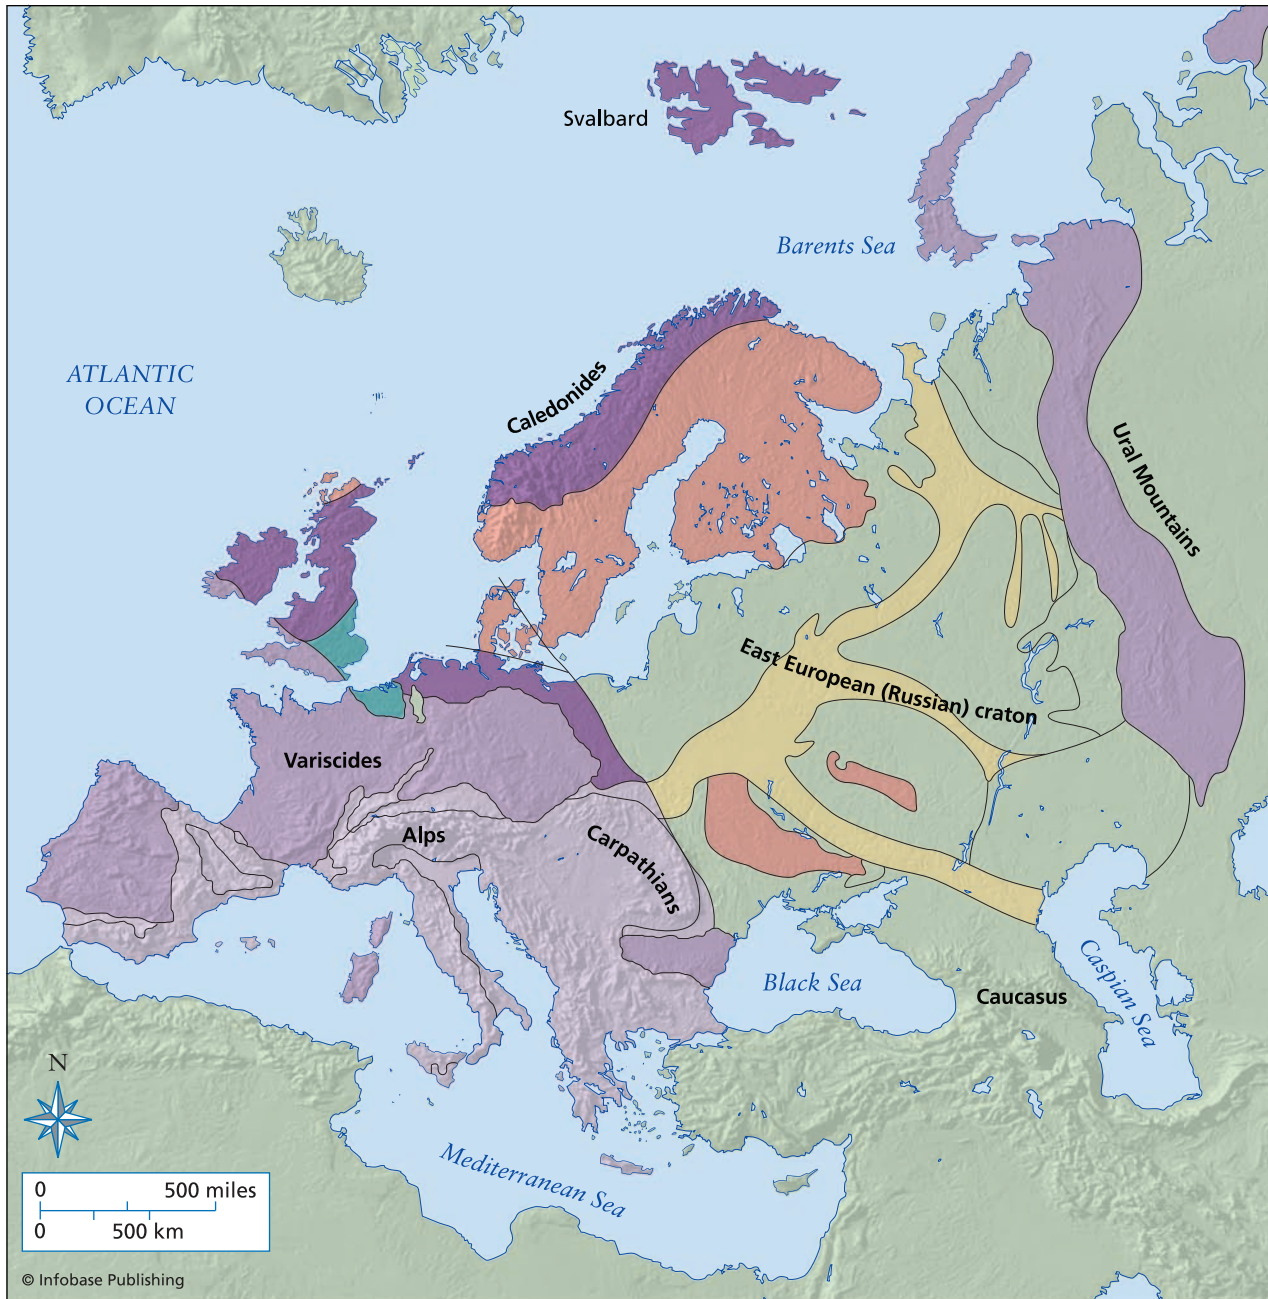 Svalbard
Barents Sea
ATLANTIC
OCEAN
Caledonides
Ural Mountains
East European (Russian) craton
Variscides
Alps
Carpathians
Black Sea
Caucasus
Caspian Sea
Mediterranean Sea
N
0 500 miles
0 500 km
© Infobase Publishing